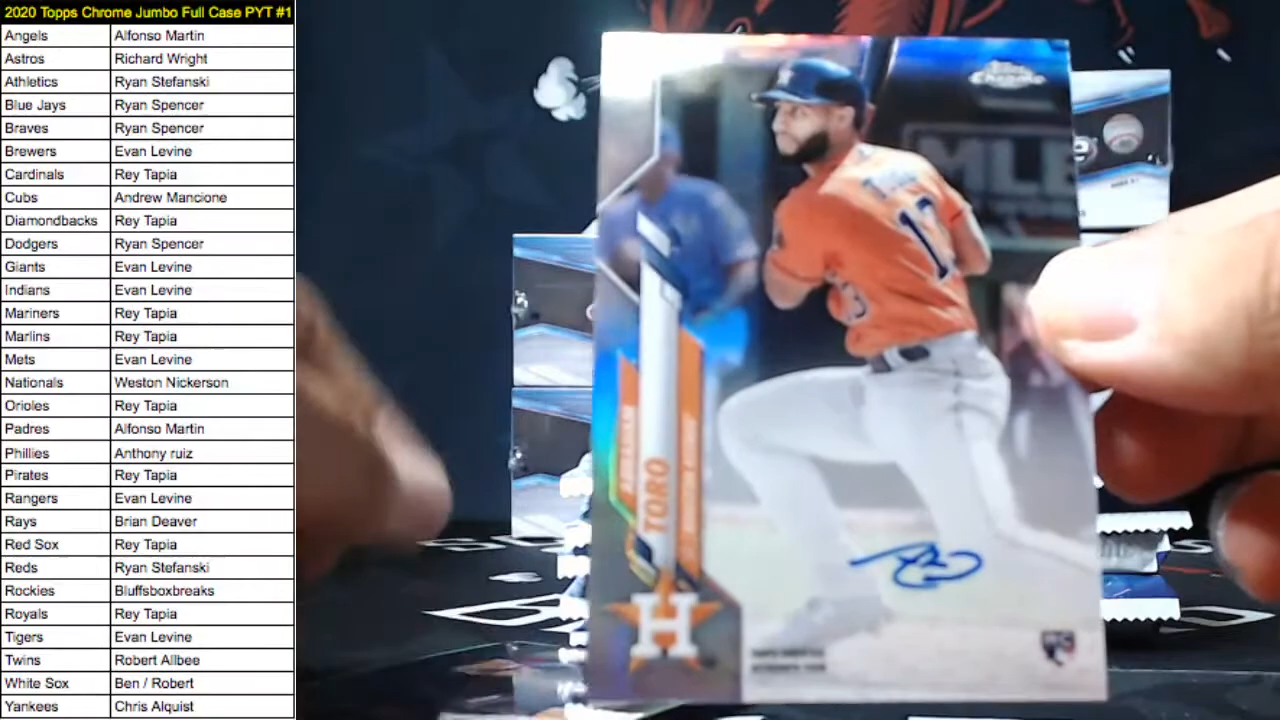 2020 Topps Chrome Jumbo Full Case PYT #1
Angels Alfonso Martin
Astros Richard Wright
Athletics Ryan Stefanski
Blue Jays Ryan Spencer
Braves Ryan Spencer
Brewers Evan Levine
Cardinals Rey Tapia
Cubs Andrew Mancione
Diamondbacks Rey Tapia
Dodgers Ryan Spencer
Giants Evan Levine
Indians Evan Levine
Mariners Rey Tapia
Marlins Rey Tapia
Mets Evan Levine
Nationals Weston Nickerson
Orioles Rey Tapia
Padres Alfonso Martin
Phillies Anthony ruiz
Pirates Rey Tapia
Rangers Evan Levine
Rays Brian Deaver
Red Sox Rey Tapia
Reds Ryan Stefanski
Rockies Bluffsboxbreaks
Royals Rey Tapia
Tigers Evan Levine
Twins Robert Allbee
White Sox Ben / Robert
Yankees Chris Alquist
Topps
Chrome
MLB
13
TORO
H
RC